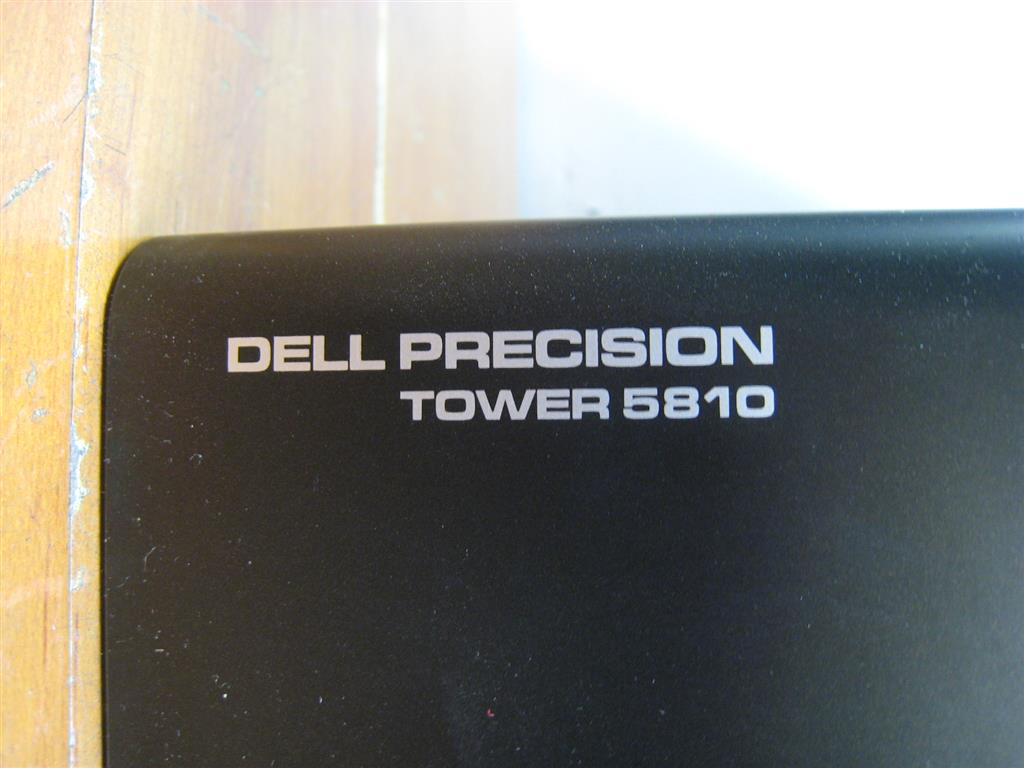 DELL PRECISION
TOWER 5810